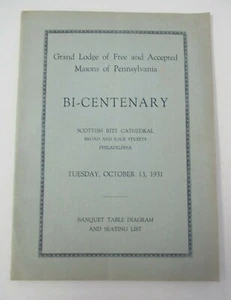 Grand Lodge of Free and Accepted
Masons of Pennsylvania
BI-CENTENARY
SCOTTISH RITE CATHEDRAL
BROAD AND RACE STREETS
PHILADELPHIA
TUESDAY, OCTOBER 13, 1931
BANQUET TABLE DIAGRAM
AND SEATING LIST